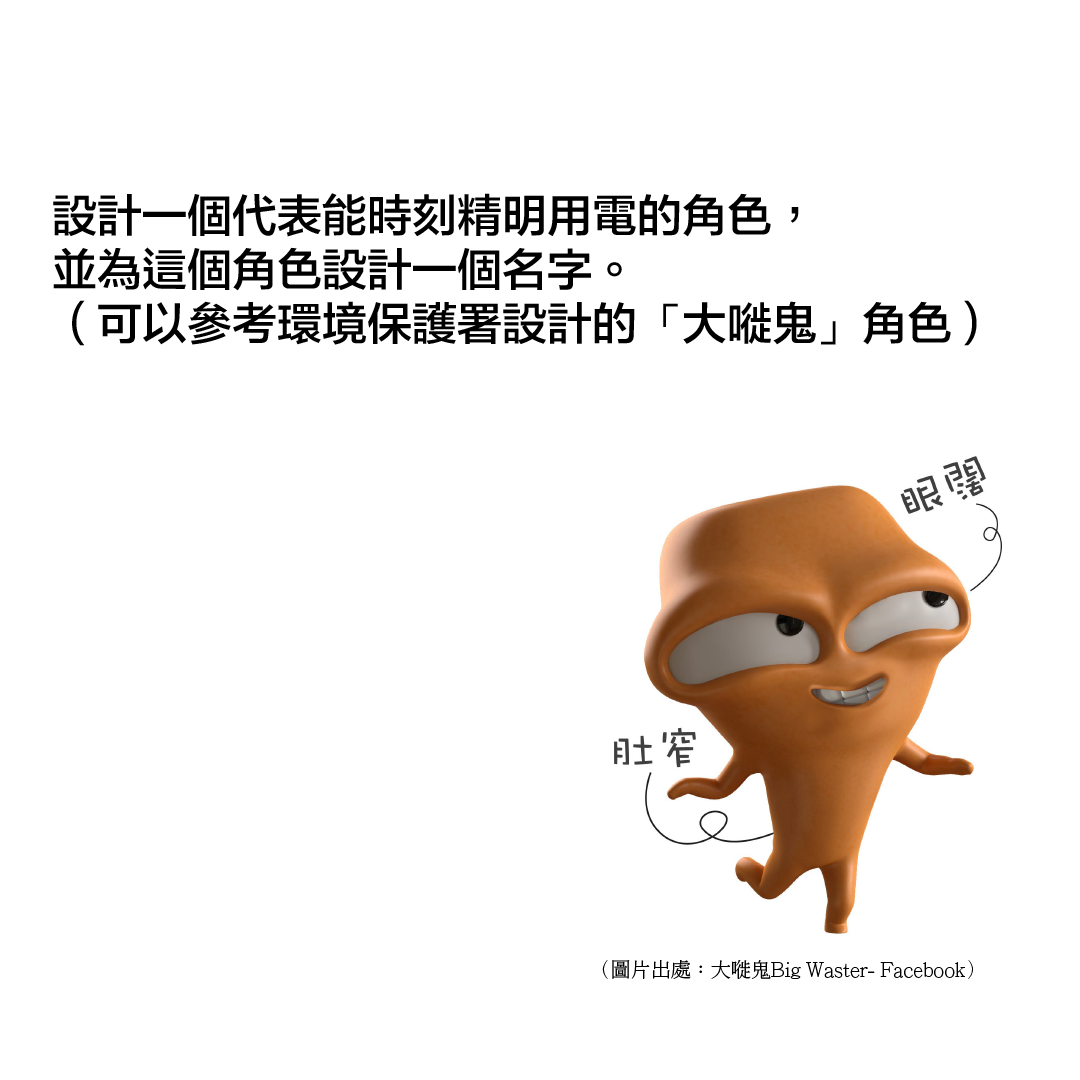 設計一個代表能時刻精明用電的角色，
並為這個角色設計一個名字。
（可以參考環境保護署設計的「大嘥鬼」角色）
眼闊
肚窄
（圖片出處：大嘥鬼Big Waster- Facebook）